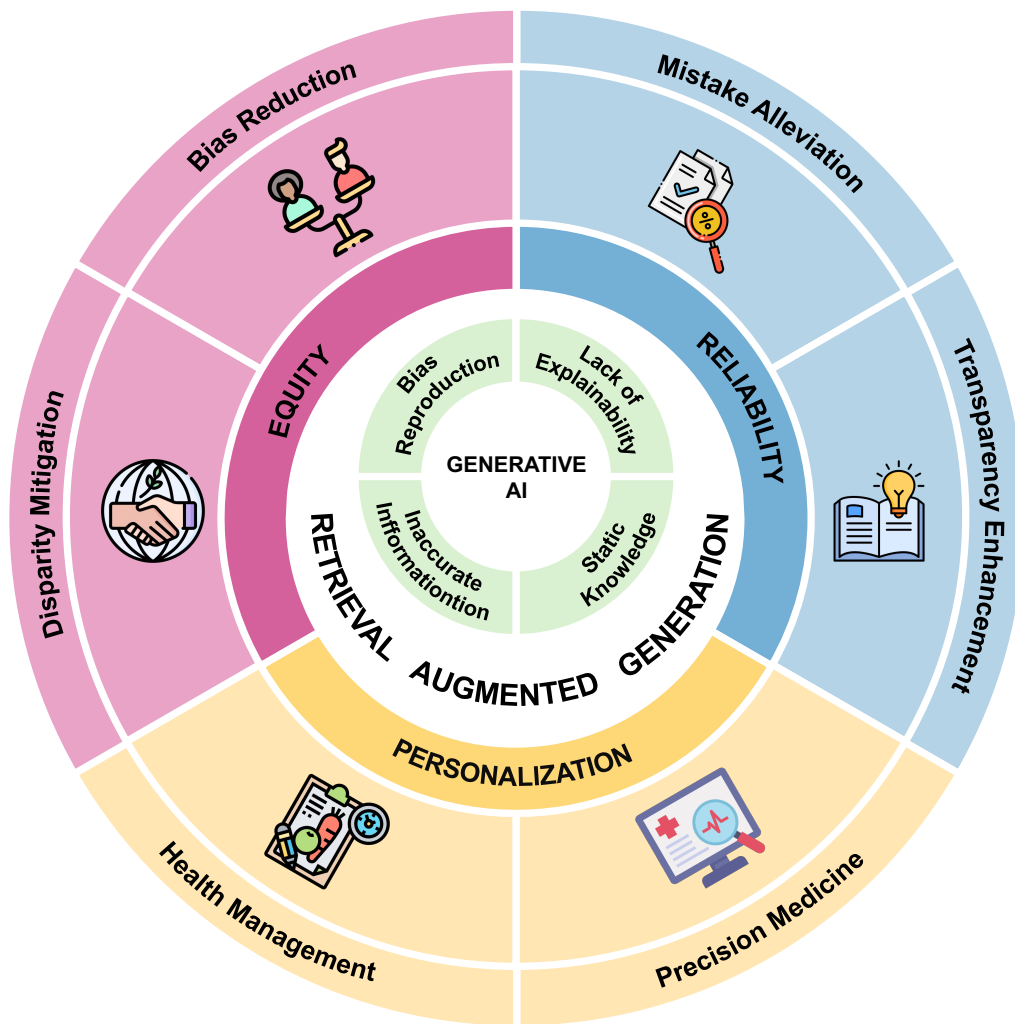 Bias Reduction
Mistake Alleviation
Disparity Mitigation
Transparency Enhancement
Health Management
Precision Medicine
EQUITY
RELIABILITY
PERSONALIZATION
RETRIEVAL AUGMENTED GENERATION
Bias
Reproduction
Lack of
Explainability
Inaccurate
Infformationtion
Static
Knowledge
GENERATIVE
AI
%